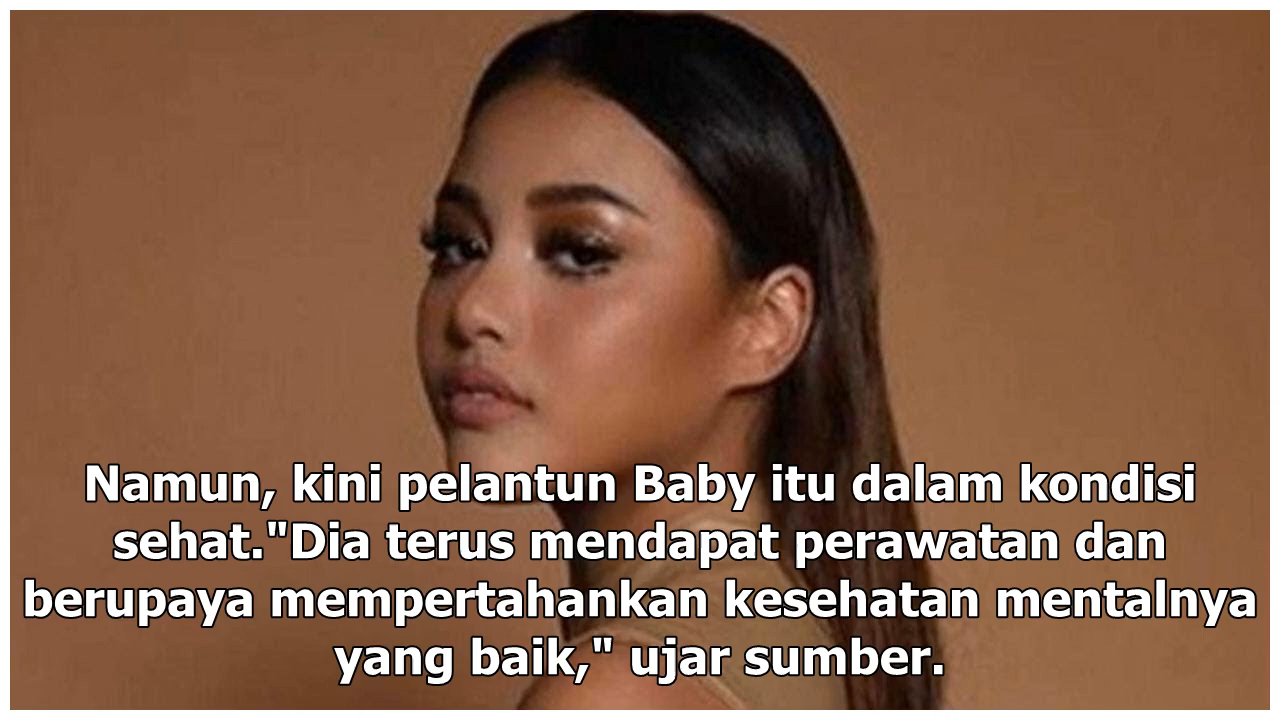 Namun, kini pelantun Baby itu dalam kondisi
sehat."Dia terus mendapat perawatan dan
berupaya mempertahankan kesehatan mentalnya
yang baik," ujar sumber.